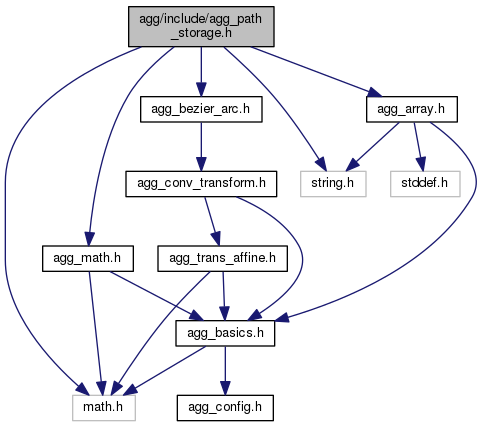 agg/include/agg_path
_storage.h
agg_bezier_arc.h
agg_array.h
agg_conv_transform.h
string.h
stddef.h
agg_math.h
agg_trans_affine.h
agg_basics.h
math.h
agg_config.h